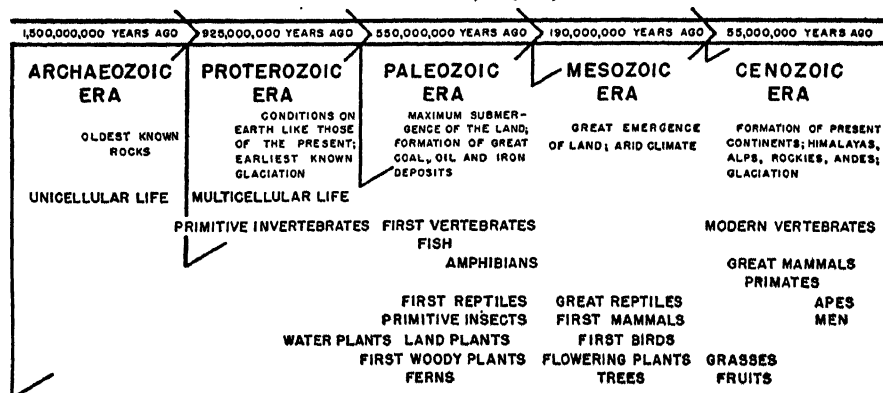 1,500,000,000 YEARS AGO 925,000,000 YEARS AGO 550,000,000 YEARS AGO 190,000,000 YEARS AGO 55,000,000 YEARS AGO
ARCHAEOZOIC
ERA
OLDEST KNOWN
ROCKS
UNICELLULAR LIFE
PROTEROZOIC
ERA
CONDITIONS ON
EARTH LIKE THOSE
OF THE PRESENT;
EARLIEST KNOWN
GLACIATION
MULTICELLULAR LIFE
PRIMITIVE INVERTEBRATES
WATER PLANTS
PALEOZOIC
ERA
MAXIMUM SUBMER-
GENCE OF THE LAND;
FORMATION OF GREAT
COAL, OIL AND IRON
DEPOSITS
FIRST VERTEBRATES
FISH
AMPHIBIANS
FIRST REPTILES
PRIMITIVE INSECTS
LAND PLANTS
FIRST WOODY PLANTS
FERNS
MESOZOIC
ERA
GREAT EMERGENCE
OF LAND; ARID CLIMATE
GREAT REPTILES
FIRST MAMMALS
FIRST BIRDS
FLOWERING PLANTS
TREES
CENOZOIC
ERA
FORMATION OF PRESENT
CONTINENTS; HIMALAYAS,
ALPS, ROCKIES, ANDES;
GLACIATION
MODERN VERTEBRATES
GREAT MAMMALS
PRIMATES
APES
MEN
GRASSES
FRUITS